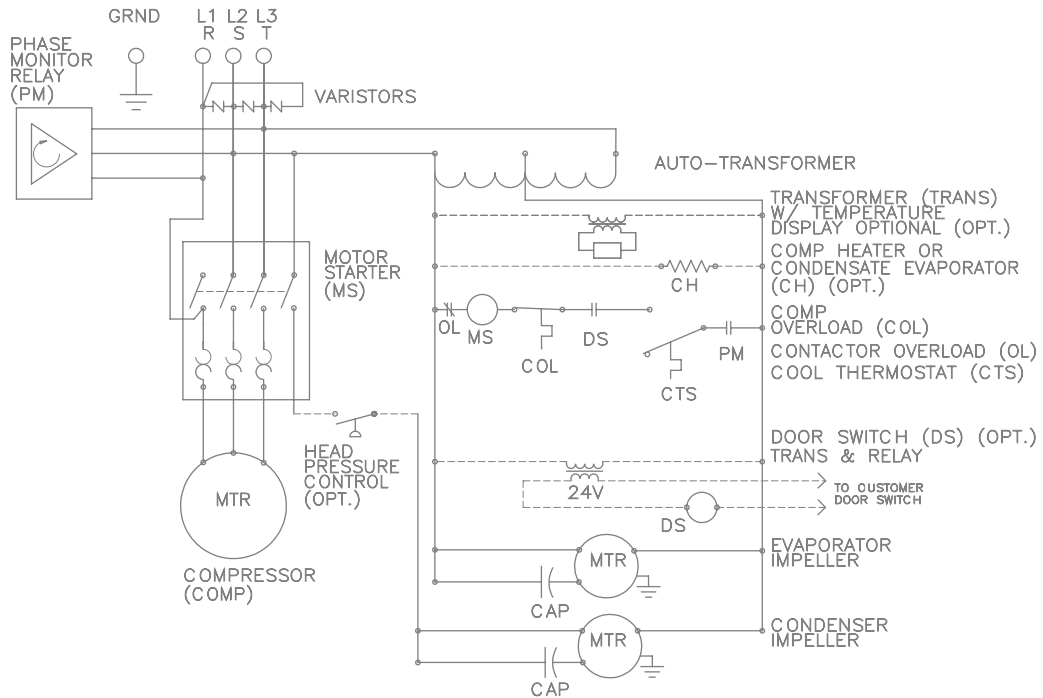 GRND L1 L2 L3
R S T
PHASE
MONITOR
RELAY
(PM)
VARISTORS
AUTO-TRANSFORMER
TRANSFORMER (TRANS)
W/ TEMPERATURE
DISPLAY OPTIONAL (OPT.)
MOTOR
STARTER
(MS)
COMP HEATER OR
CONDENSATE EVAPORATOR
(CH) (OPT.)
CH
COMP
OVERLOAD (COL)
OL MS COL DS CTS PM
CONTACTOR OVERLOAD (OL)
COOL THERMOSTAT (CTS)
HEAD
PRESSURE
CONTROL
(OPT.)
DOOR SWITCH (DS) (OPT.)
TRANS & RELAY
24V
TO CUSTOMER
DOOR SWITCH
DS
MTR
COMPRESSOR
(COMP)
MTR
CAP
EVAPORATOR
IMPELLER
MTR
CAP
CONDENSER
IMPELLER